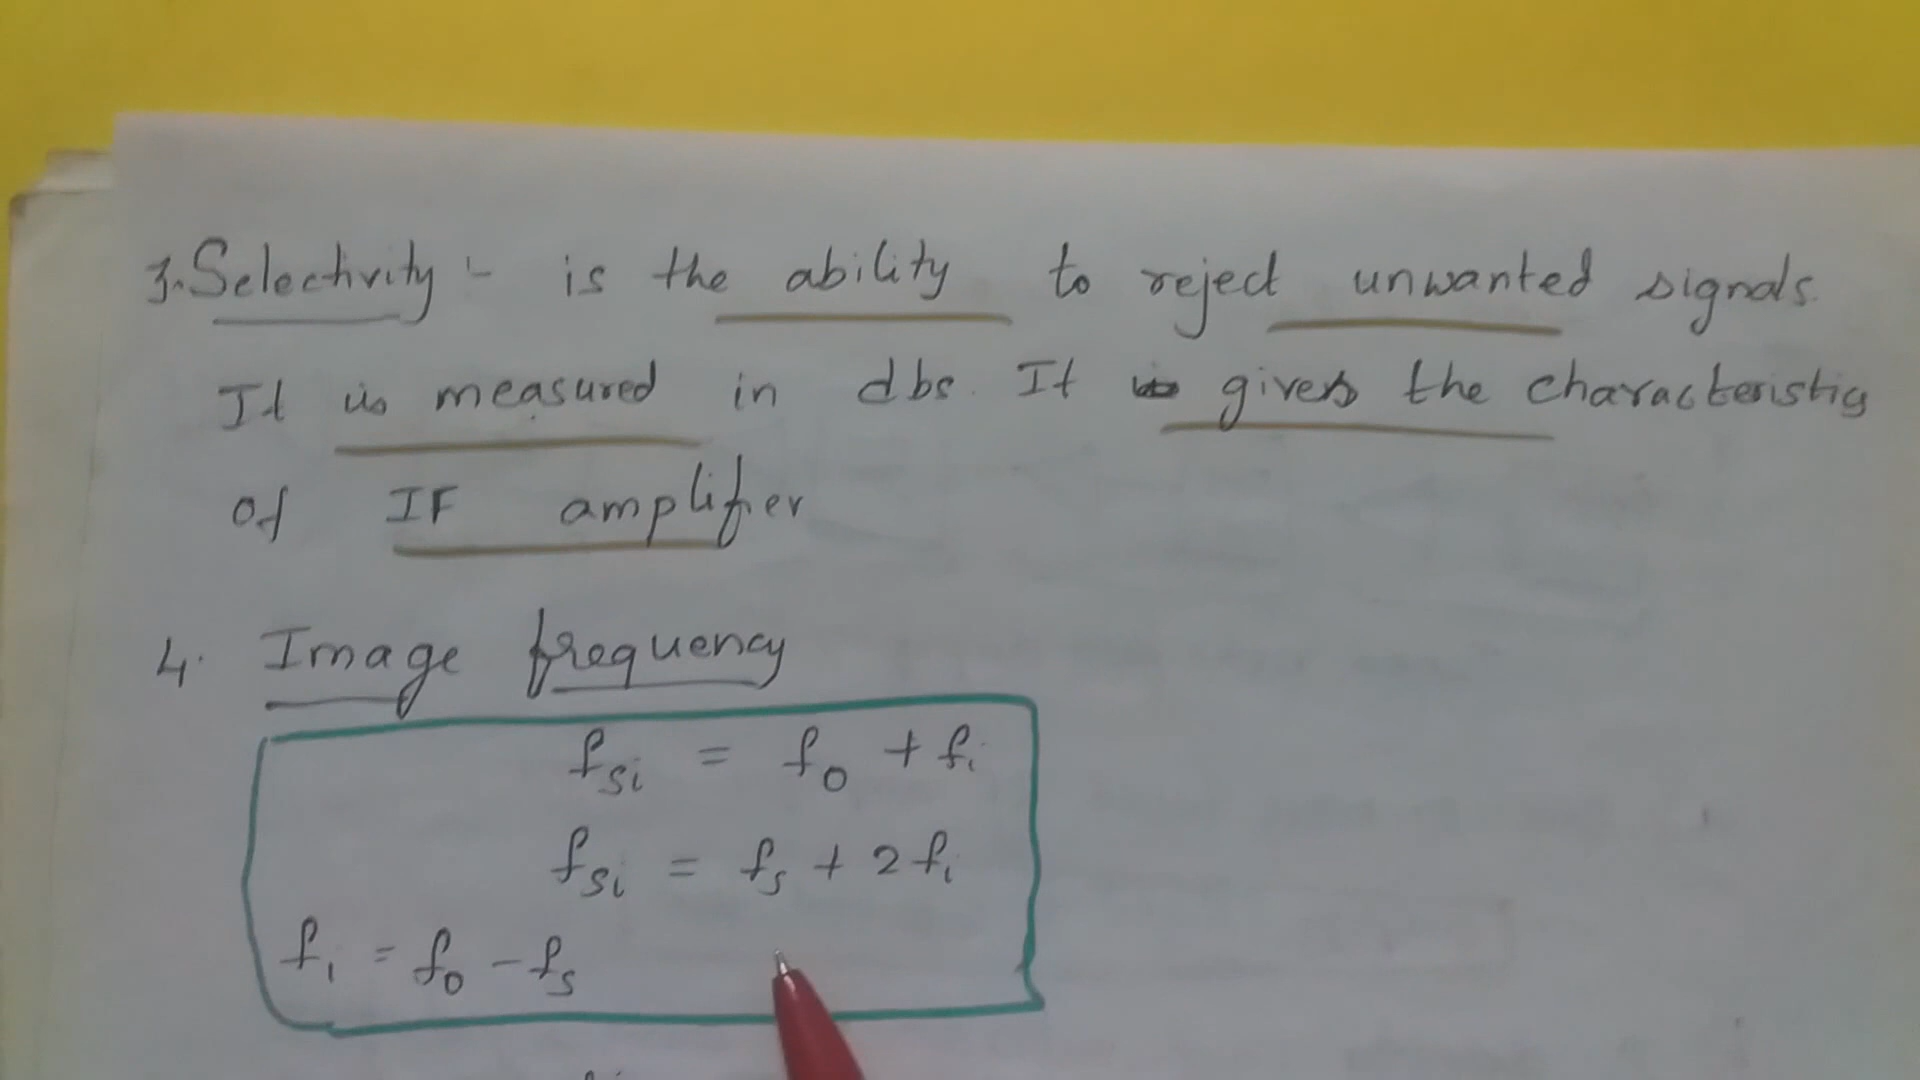 3. Selectivity :- is the ability to reject unwanted signals.
It is measured in dbs. It gives the characteristics
of IF amplifier
4. Image frequency
fsi = fo + fi
fsi = fs + 2fi
fi = fo - fs